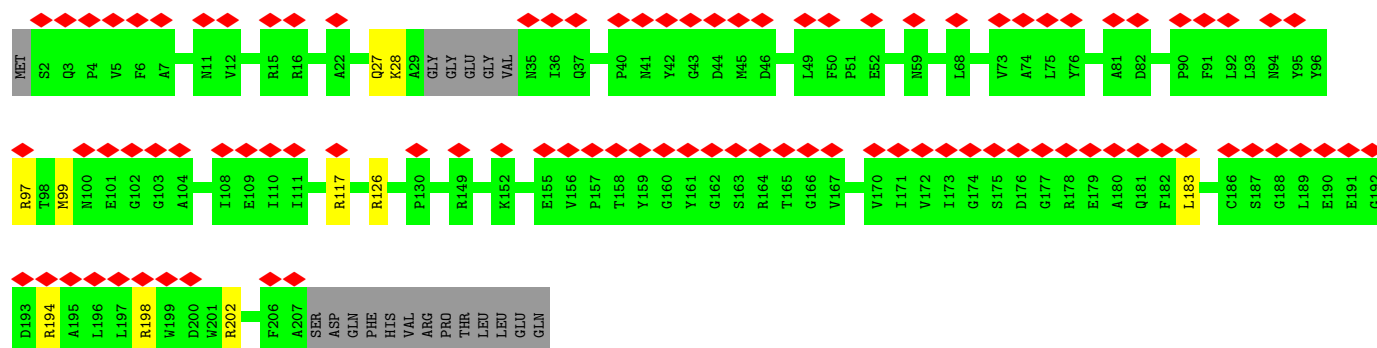 MET S2 Q3 P4 V5 F6 A7 N11 V12 R15 R16 A22 Q27 K28 A29 GLY GLY GLU GLY VAL N35 I36 Q37 P40 N41 Y42 G43 D44 M45 D46 L49 F50 P51 E52 N59 L68 V73 A74 L75 Y76 A81 D82 P90 F91 L92 L93 N94 Y95 Y96
R97 T98 M99 N100 E101 G102 G103 A104 I108 E109 I110 I111 R117 R126 P130 R149 K152 E155 V156 P157 T158 Y159 G160 Y161 G162 S163 R164 T165 G166 V167 V170 I171 V172 I173 G174 S175 D176 G177 R178 E179 A180 Q181 F182 L183 C186 S187 G188 L189 E190 E191 G192
D193 R194 A195 L196 L197 R198 W199 D200 W201 R202 F206 A207 SER ASP GLN PHE HIS VAL ARG PRO THR LEU LEU GLU GLN